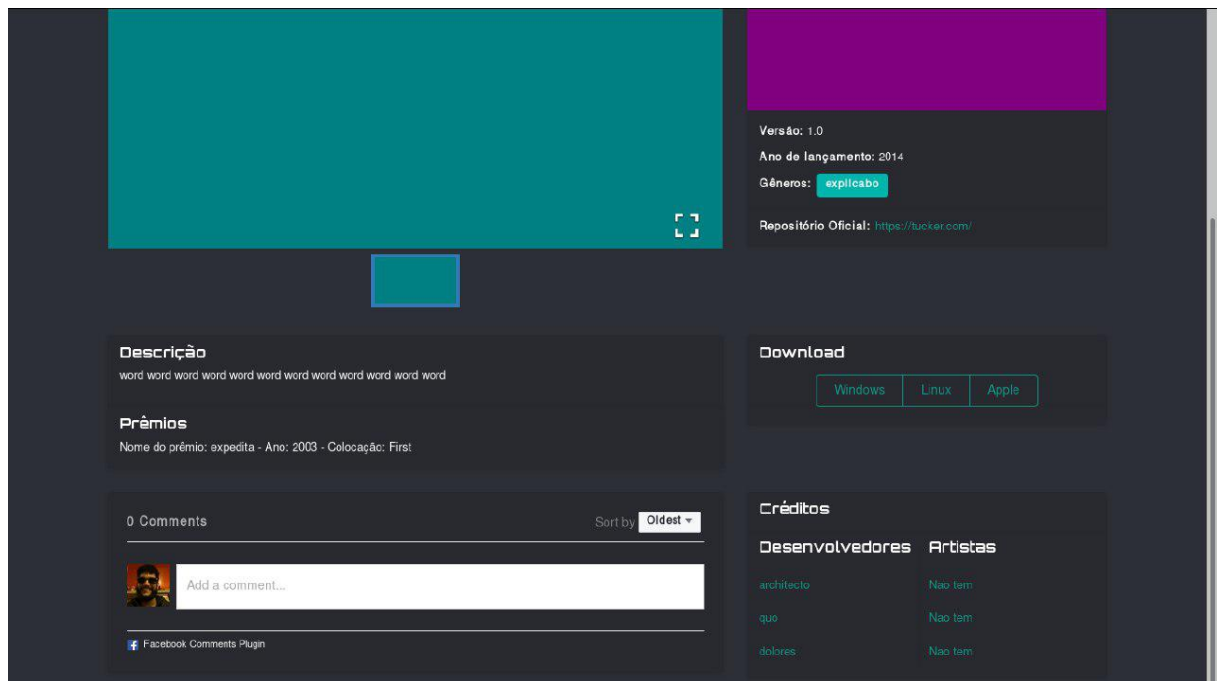 Versão: 1.0
Ano de lançamento: 2014
Gêneros: explicabo
Repositório Oficial: https://tucker.com/
Descrição
word word word word word word word word word word word word
Prêmios
Nome do prêmio: expedita - Ano: 2003 - Colocação: First
Download
Windows Linux Apple
0 Comments Sort by Oldest
Add a comment...
Facebook Comments Plugin
Créditos
Desenvolvedores Artistas
architecto Nao tem
quo Nao tem
dolores Nao tem